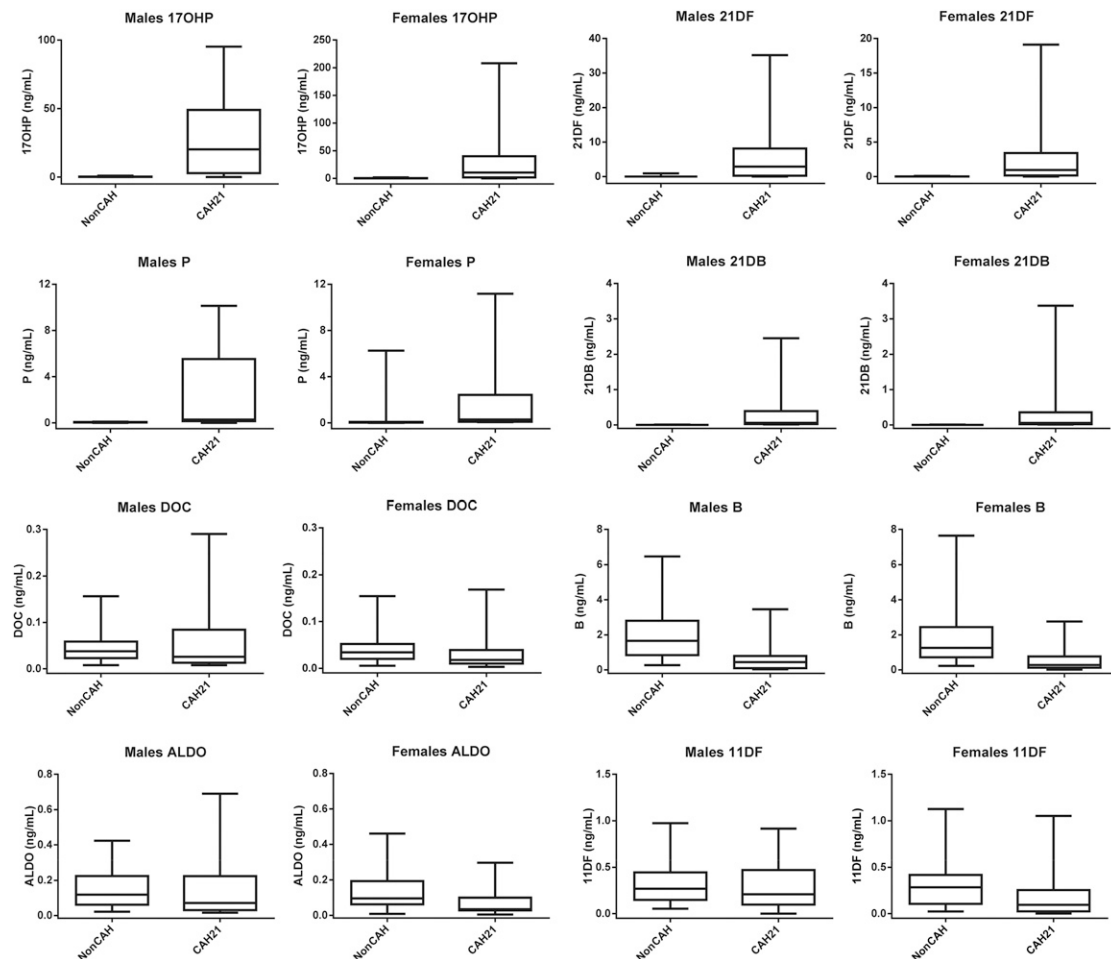 Males 17OHP
17OHP (ng/mL)
100
50
0
NonCAH
CAH21
Females 17OHP
17OHP (ng/mL)
250
200
150
100
50
0
NonCAH
CAH21
Males 21DF
21DF (ng/mL)
40
30
20
10
0
NonCAH
CAH21
Females 21DF
21DF (ng/mL)
20
15
10
5
0
NonCAH
CAH21
Males P
P (ng/mL)
12
8
4
0
NonCAH
CAH21
Females P
P (ng/mL)
12
8
4
0
NonCAH
CAH21
Males 21DB
21DB (ng/mL)
4
3
2
1
0
NonCAH
CAH21
Females 21DB
21DB (ng/mL)
4
3
2
1
0
NonCAH
CAH21
Males DOC
DOC (ng/mL)
0.3
0.2
0.1
0.0
NonCAH
CAH21
Females DOC
DOC (ng/mL)
0.3
0.2
0.1
0.0
NonCAH
CAH21
Males B
B (ng/mL)
8
6
4
2
0
NonCAH
CAH21
Females B
B (ng/mL)
8
6
4
2
0
NonCAH
CAH21
Males ALDO
ALDO (ng/mL)
0.8
0.6
0.4
0.2
0.0
NonCAH
CAH21
Females ALDO
ALDO (ng/mL)
0.8
0.6
0.4
0.2
0.0
NonCAH
CAH21
Males 11DF
11DF (ng/mL)
1.5
1.0
0.5
0.0
NonCAH
CAH21
Females 11DF
11DF (ng/mL)
1.5
1.0
0.5
0.0
NonCAH
CAH21